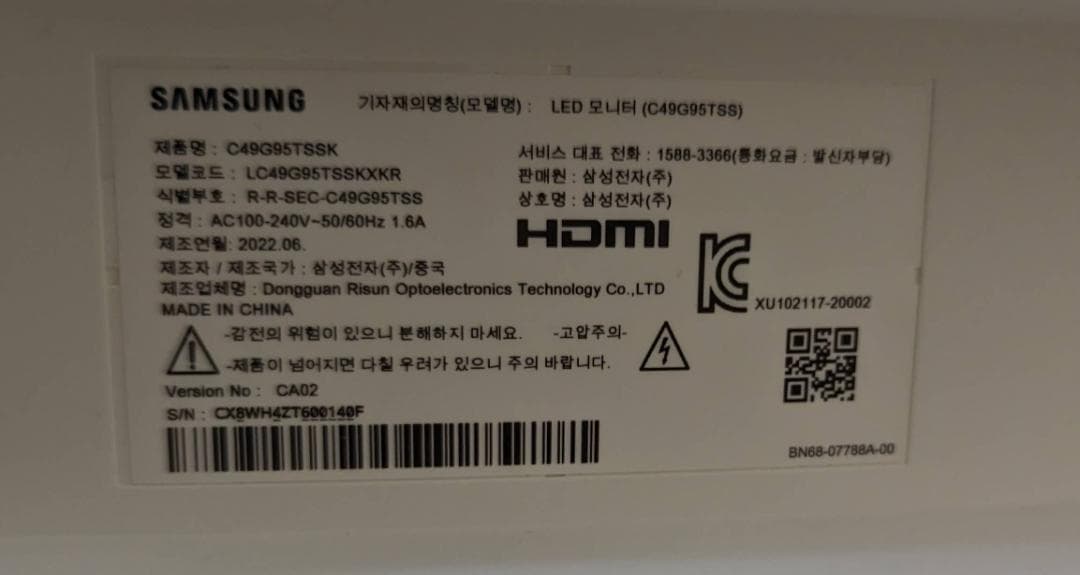 SAMSUNG 기자재의명칭(모델명) : LED 모니터 (C49G95TSS)
제품명 : C49G95TSSK
모델코드 : LC49G95TSSKXKR
식별부호 : R-R-SEC-C49G95TSS
정격 : AC100-240V~50/60Hz 1.6A
제조연월: 2022.06.
제조자 / 제조국가 : 삼성전자(주)/중국
제조업체명 : Dongguan Risun Optoelectronics Technology Co.,LTD
MADE IN CHINA
서비스 대표 전화 : 1588-3366(통화요금 : 발신자부담)
판매원 : 삼성전자(주)
상호명 : 삼성전자(주)
HDMI
KC
XU102117-20002
-감전의 위험이 있으니 분해하지 마세요. -고압주의-
-제품이 넘어지면 다칠 우려가 있으니 주의 바랍니다.
Version No : CA02
S/N : CX8WH4ZT600140F
BN68-07788A-00